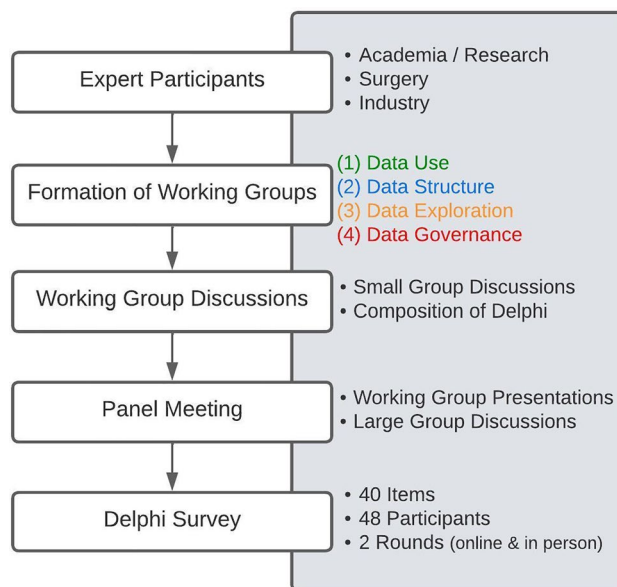 Expert Participants
• Academia / Research
• Surgery
• Industry
Formation of Working Groups
(1) Data Use
(2) Data Structure
(3) Data Exploration
(4) Data Governance
Working Group Discussions
• Small Group Discussions
• Composition of Delphi
Panel Meeting
• Working Group Presentations
• Large Group Discussions
Delphi Survey
• 40 Items
• 48 Participants
• 2 Rounds (online & in person)